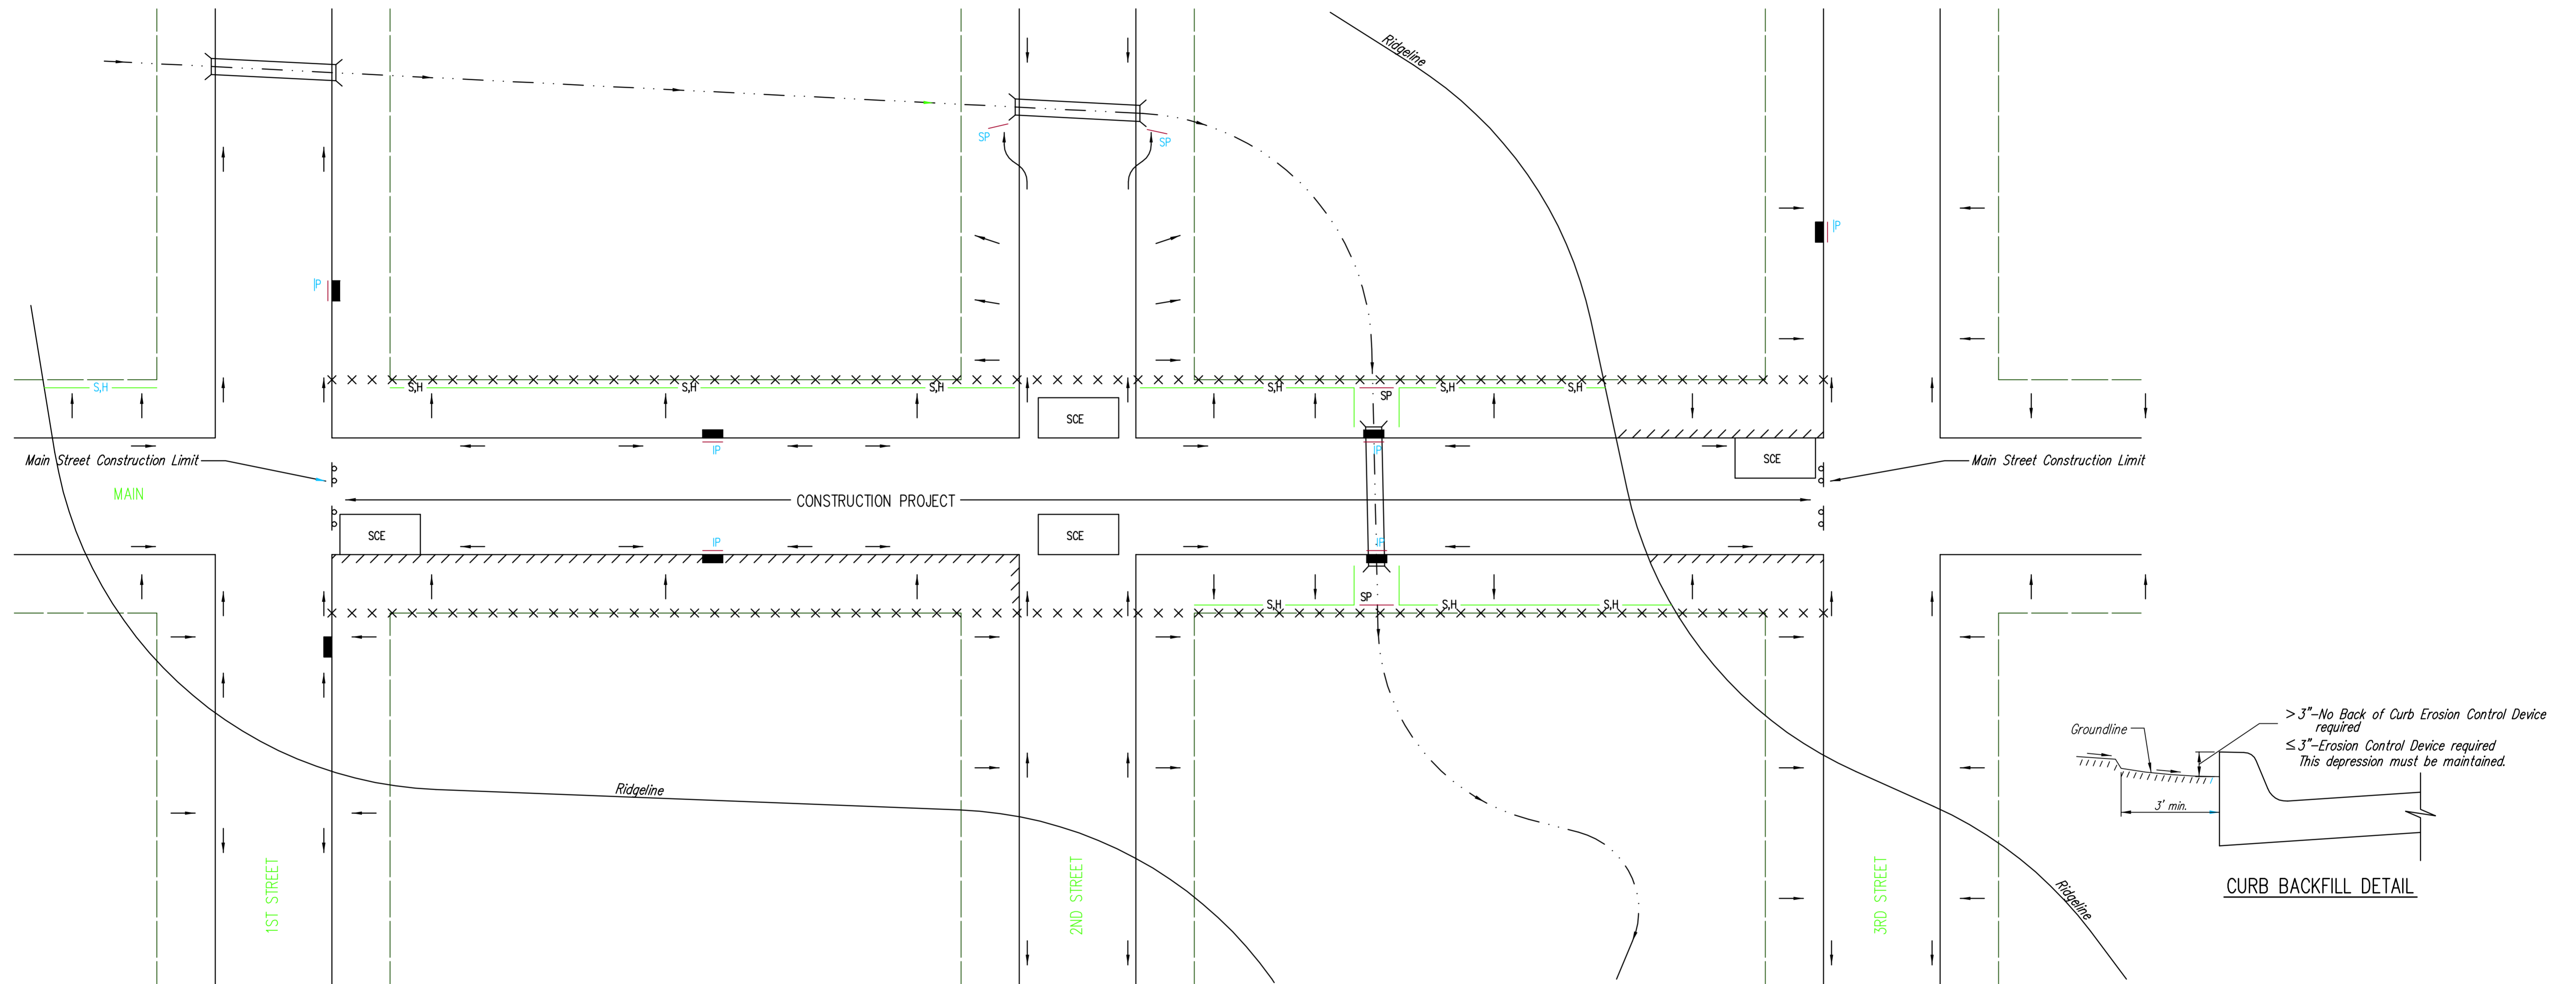 Ridgeline
SP
SP
IP
IP
S,H
S,H
S,H
S,H
S,H
S,H
S,H
SP
SCE
IP
IP
SCE
Main Street Construction Limit
Main Street Construction Limit
MAIN
CONSTRUCTION PROJECT
SCE
SCE
IP
IP
SP
S,H
S,H
S,H
Ridgeline
1ST STREET
2ND STREET
3RD STREET
Ridgeline
Groundline
> 3"-No Back of Curb Erosion Control Device
required
≤ 3"-Erosion Control Device required
This depression must be maintained.
3' min.
CURB BACKFILL DETAIL